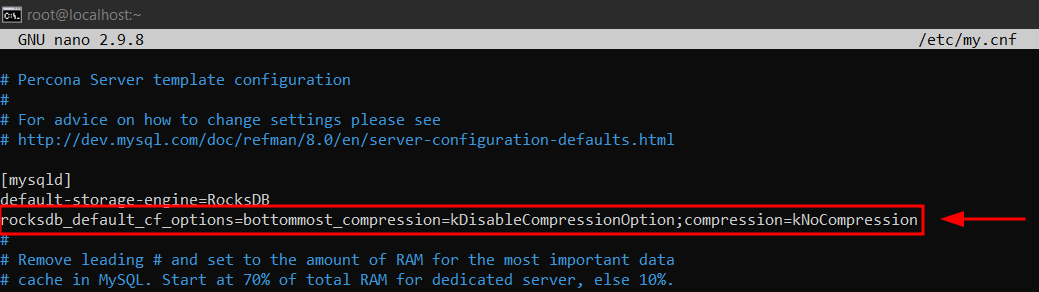 root@localhost:~
GNU nano 2.9.8 /etc/my.cnf
# Percona Server template configuration
#
# For advice on how to change settings please see
# http://dev.mysql.com/doc/refman/8.0/en/server-configuration-defaults.html
[mysqld]
default-storage-engine=RocksDB
rocksdb_default_cf_options=bottommost_compression=kDisableCompressionOption;compression=kNoCompression
#
# Remove leading # and set to the amount of RAM for the most important data
# cache in MySQL. Start at 70% of total RAM for dedicated server, else 10%.